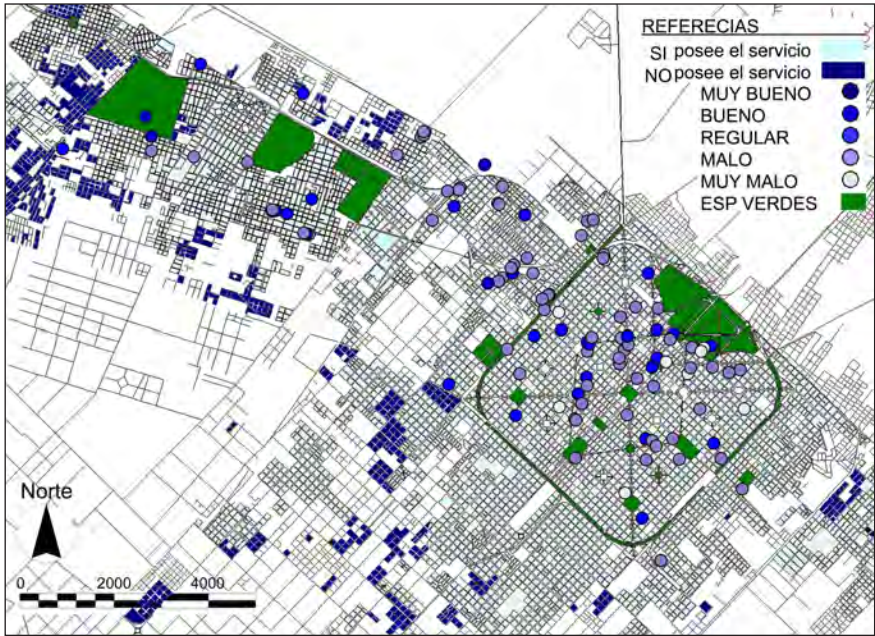 REFERECIAS
SI posee el servicio
NO posee el servicio
MUY BUENO
BUENO
REGULAR
MALO
MUY MALO
ESP VERDES
Norte
0 2000 4000